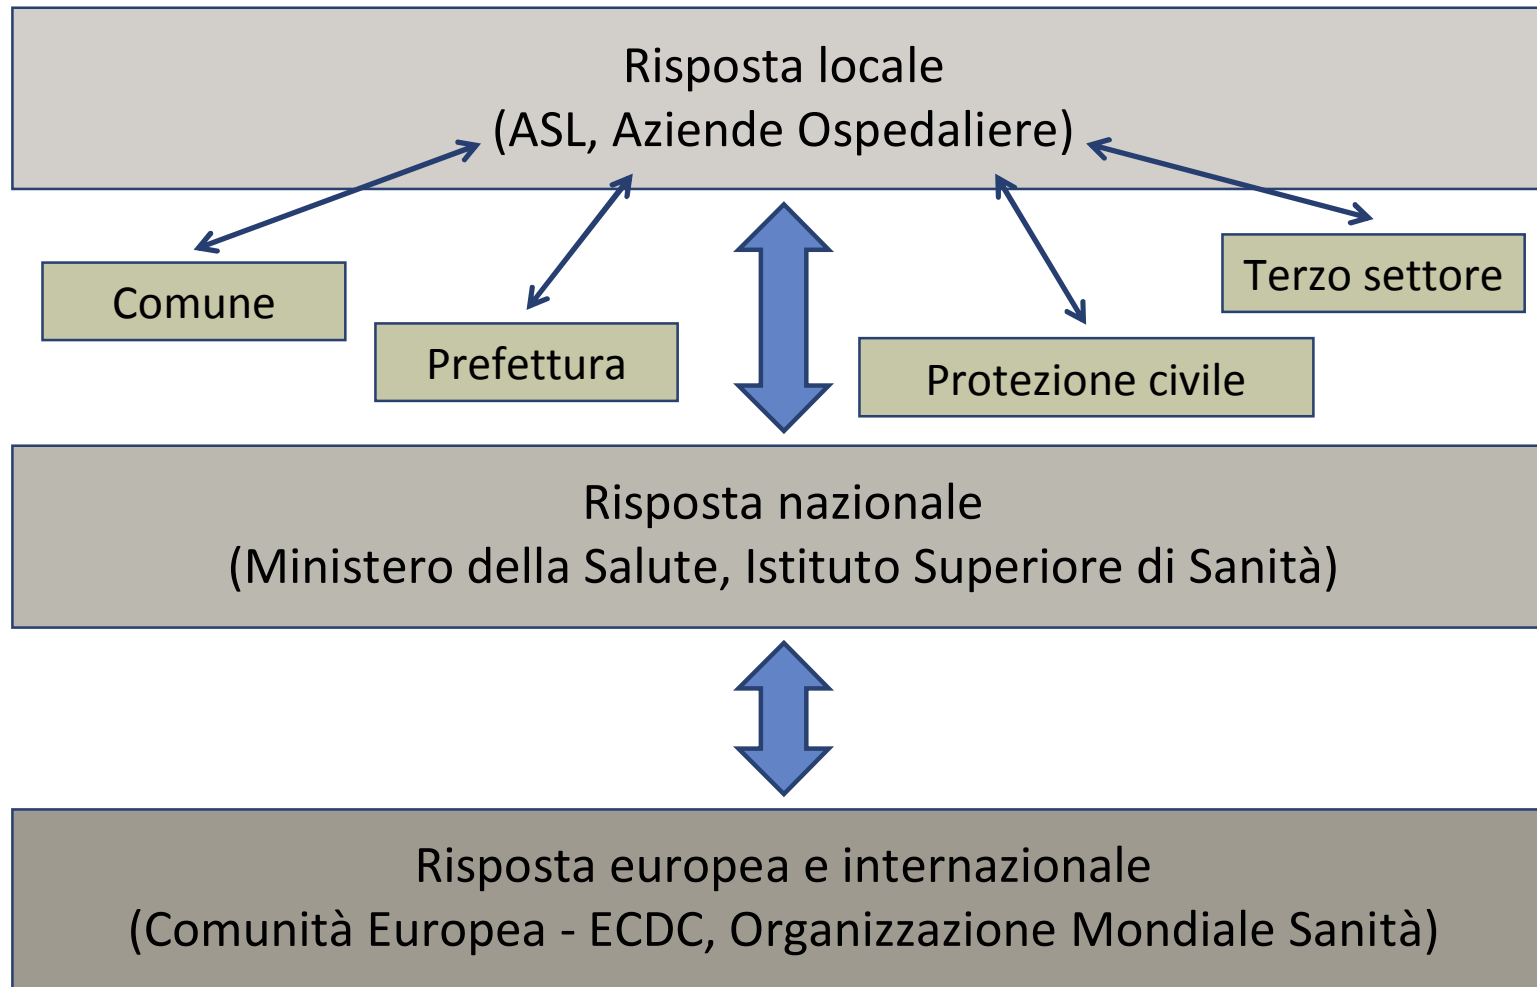 Risposta locale
(ASL, Aziende Ospedaliere)
Comune
Prefettura
Protezione civile
Terzo settore
Risposta nazionale
(Ministero della Salute, Istituto Superiore di Sanità)
Risposta europea e internazionale
(Comunità Europea - ECDC, Organizzazione Mondiale Sanità)